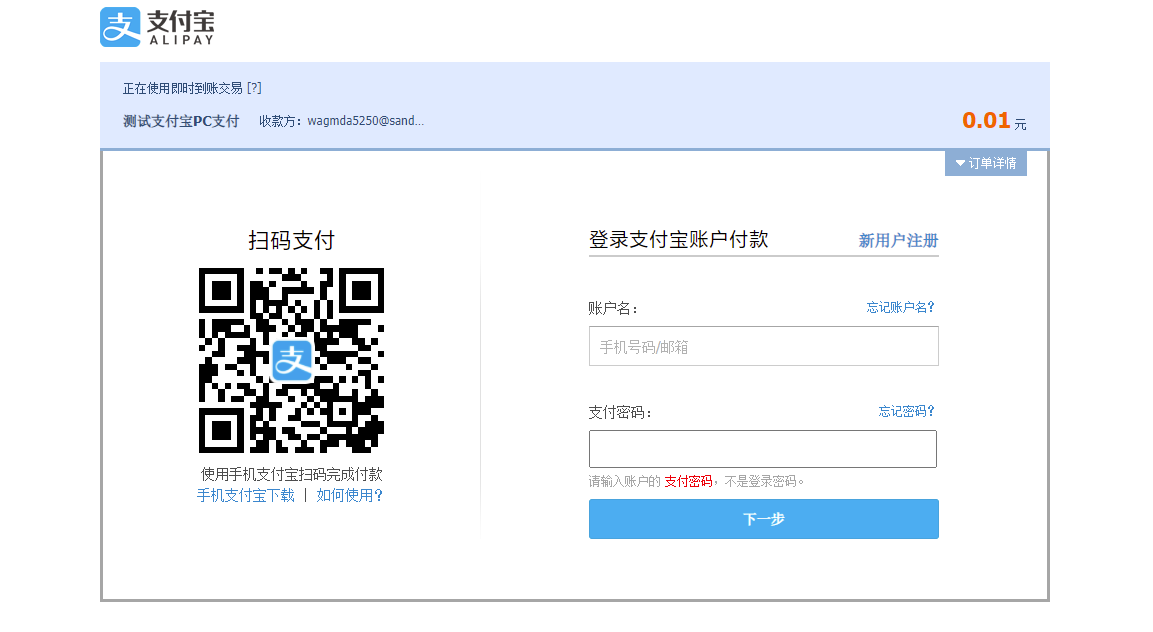 支付宝
ALIPAY
正在使用即时到账交易 [?]
测试支付宝PC支付 收款方：wagmda5250@sand...
0.01 元
订单详情
扫码支付
使用手机支付宝扫码完成付款
手机支付宝下载 | 如何使用?
登录支付宝账户付款 新用户注册
账户名： 忘记账户名?
手机号码/邮箱
支付密码： 忘记密码?
请输入账户的 支付密码，不是登录密码。
下一步